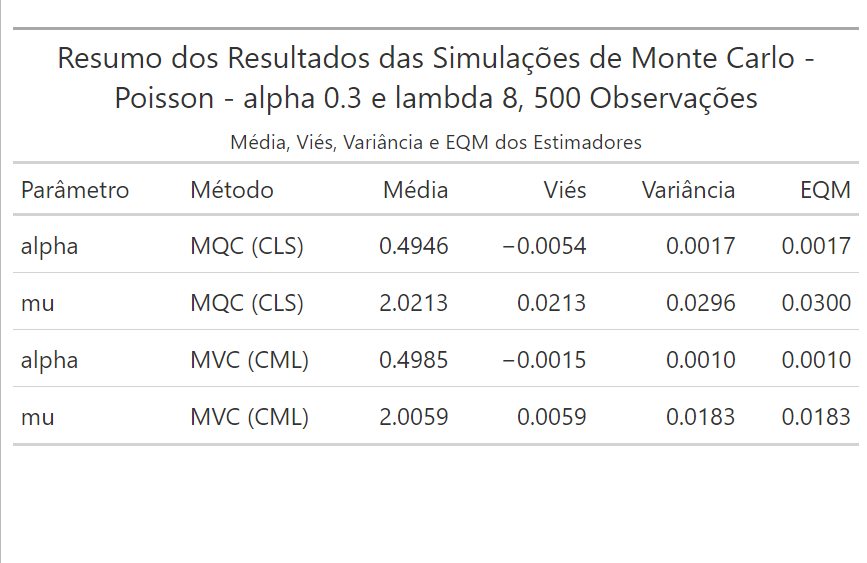 Resumo dos Resultados das Simulações de Monte Carlo -
Poisson - alpha 0.3 e lambda 8, 500 Observações
Média, Viés, Variância e EQM dos Estimadores
Parâmetro Método Média Viés Variância EQM
alpha MQC (CLS) 0.4946 −0.0054 0.0017 0.0017
mu MQC (CLS) 2.0213 0.0213 0.0296 0.0300
alpha MVC (CML) 0.4985 −0.0015 0.0010 0.0010
mu MVC (CML) 2.0059 0.0059 0.0183 0.0183